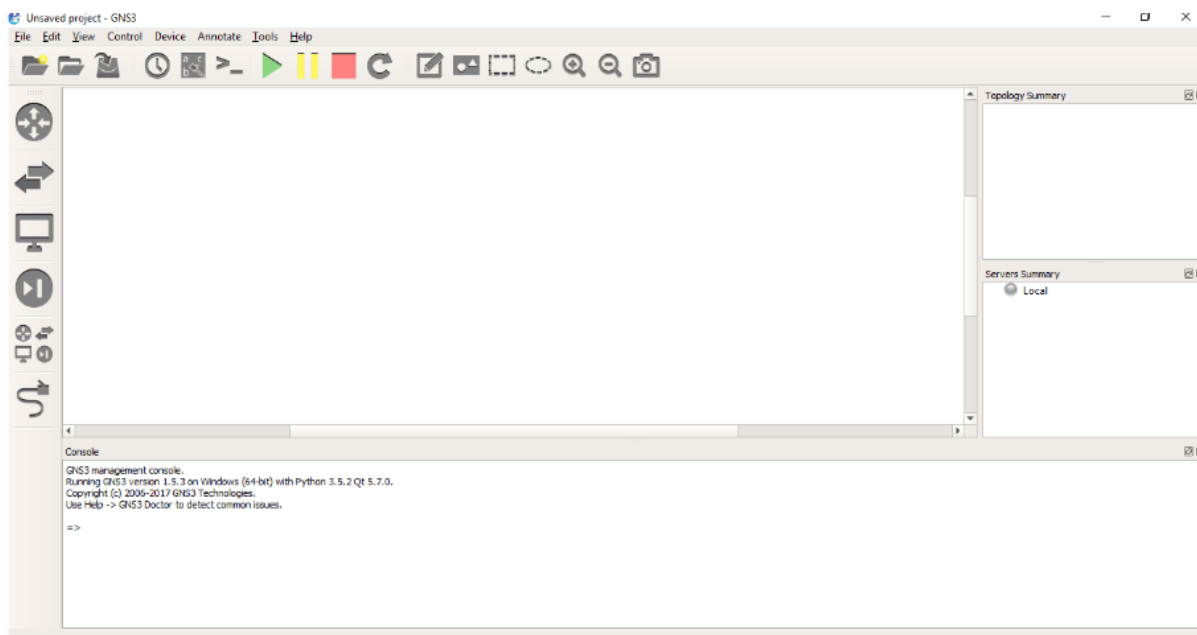 Unsaved project - GNS3
File Edit View Control Device Annotate Tools Help
Topology Summary
Servers Summary
Local
Console
GNS3 management console.
Running GNS3 version 1.5.3 on Windows (64-bit) with Python 3.5.2 Qt 5.7.0.
Copyright (c) 2006-2017 GNS3 Technologies.
Use Help -> GNS3 Doctor to detect common issues.
=>